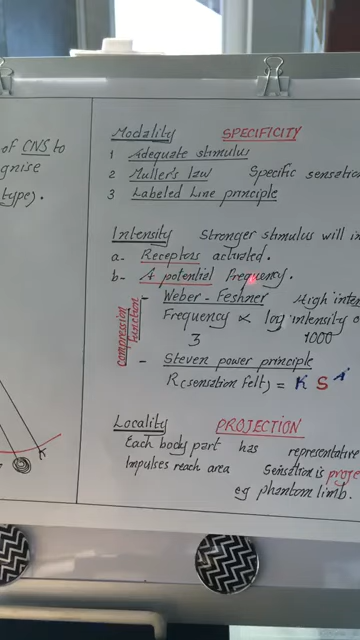 of CNS to
gnise
type).
Modality SPECIFICITY
1 Adequate stimulus
2 Muller's law Specific sensation
3 Labeled Line principle
Intensity Stronger stimulus will in
a- Receptors activated.
b- A potential frequency.
compression function
- Weber - Feshner High inten
Frequency ∝ log intensity o
3 1000
- Steven power principle
R (sensation felt) = K S A
Locality PROJECTION
Each body part has representative
Impulses reach area Sensation is proje
eg phantom limb.
K